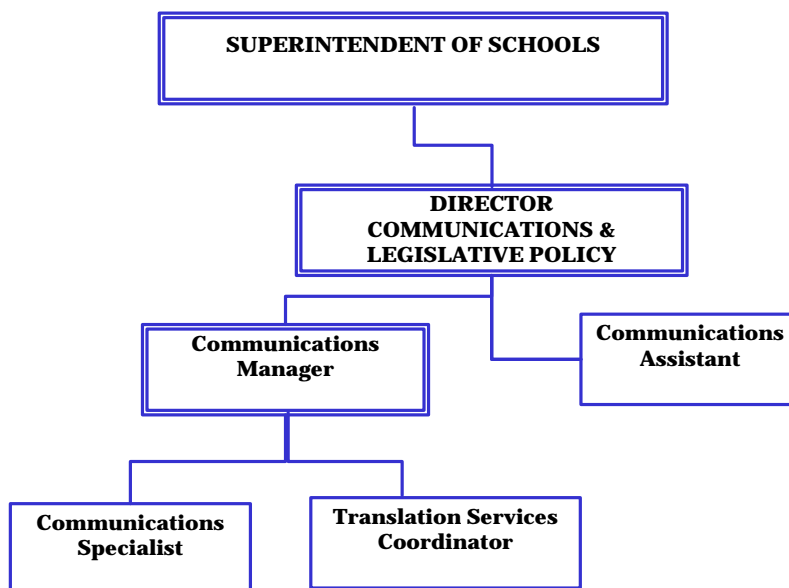 SUPERINTENDENT OF SCHOOLS
DIRECTOR
COMMUNICATIONS &
LEGISLATIVE POLICY
Communications
Manager
Communications
Assistant
Communications
Specialist
Translation Services
Coordinator